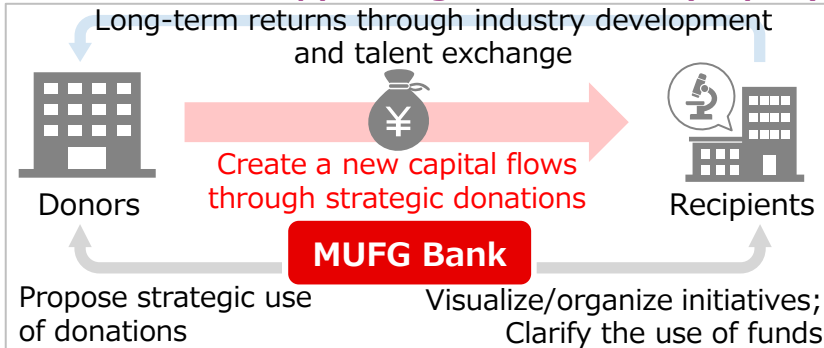 Long-term returns through industry development
and talent exchange
¥
Create a new capital flows
through strategic donations
Donors
Recipients
MUFG Bank
Propose strategic use
of donations
Visualize/organize initiatives;
Clarify the use of funds